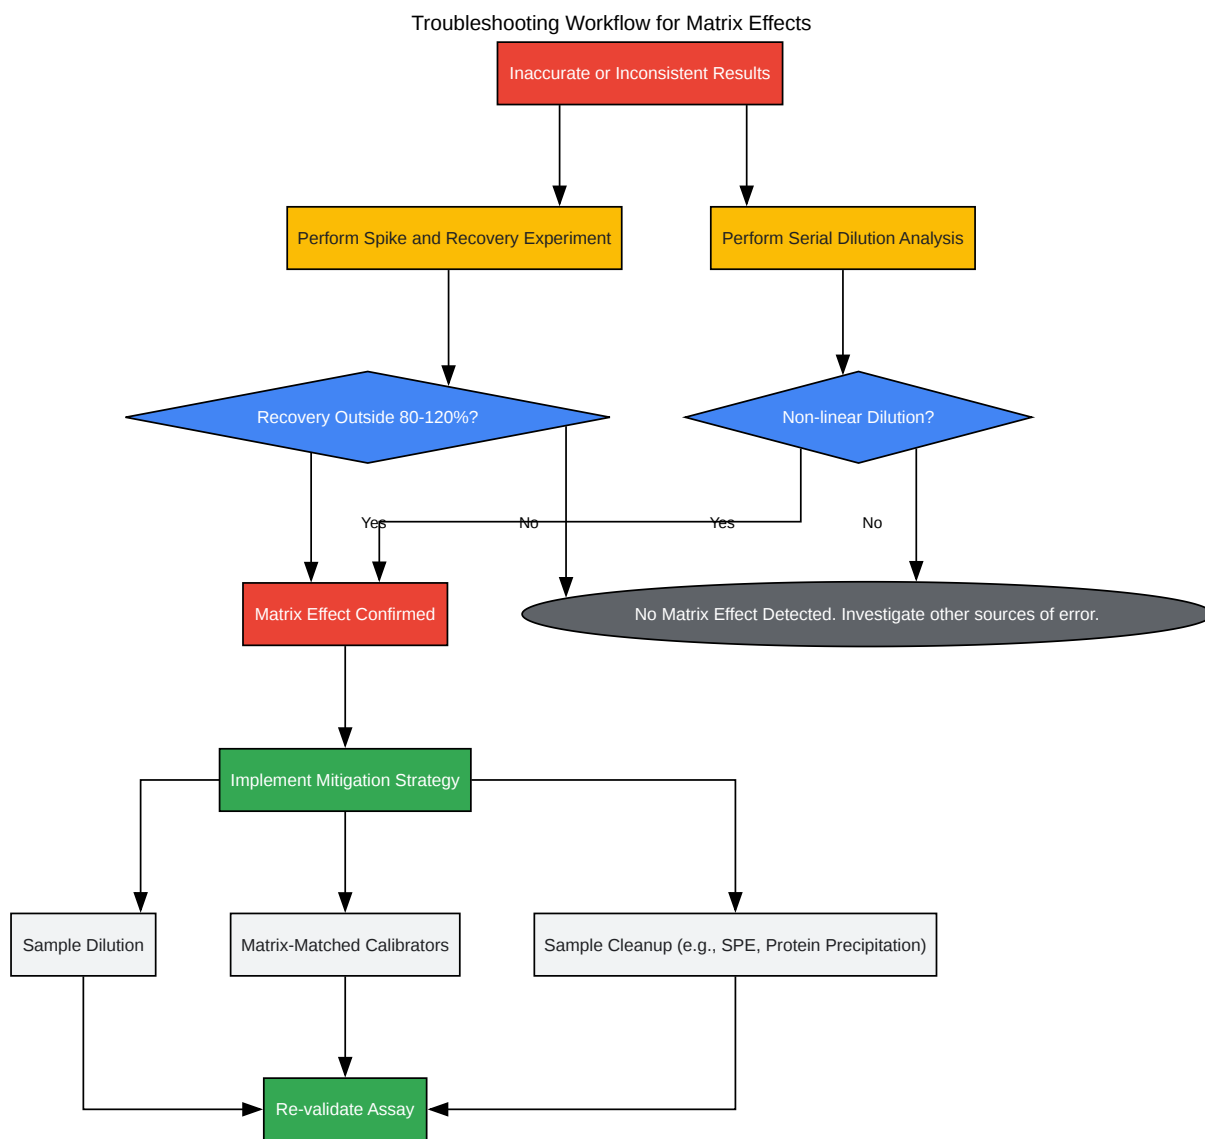 Troubleshooting Workflow for Matrix Effects
Inaccurate or Inconsistent Results
Perform Spike and Recovery Experiment
Perform Serial Dilution Analysis
Recovery Outside 80-120%?
Non-linear Dilution?
Yes
No
Yes
No
Matrix Effect Confirmed
No Matrix Effect Detected. Investigate other sources of error.
Implement Mitigation Strategy
Sample Dilution
Matrix-Matched Calibrators
Sample Cleanup (e.g., SPE, Protein Precipitation)
Re-validate Assay